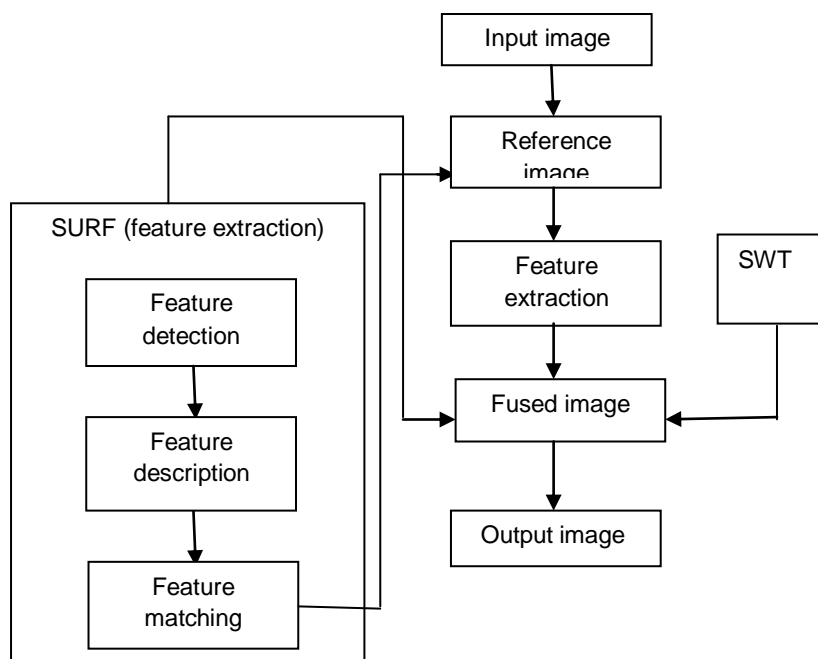 Input image
Reference
image
SURF (feature extraction)
Feature
extraction
SWT
Feature
detection
Fused image
Feature
description
Output image
Feature
matching